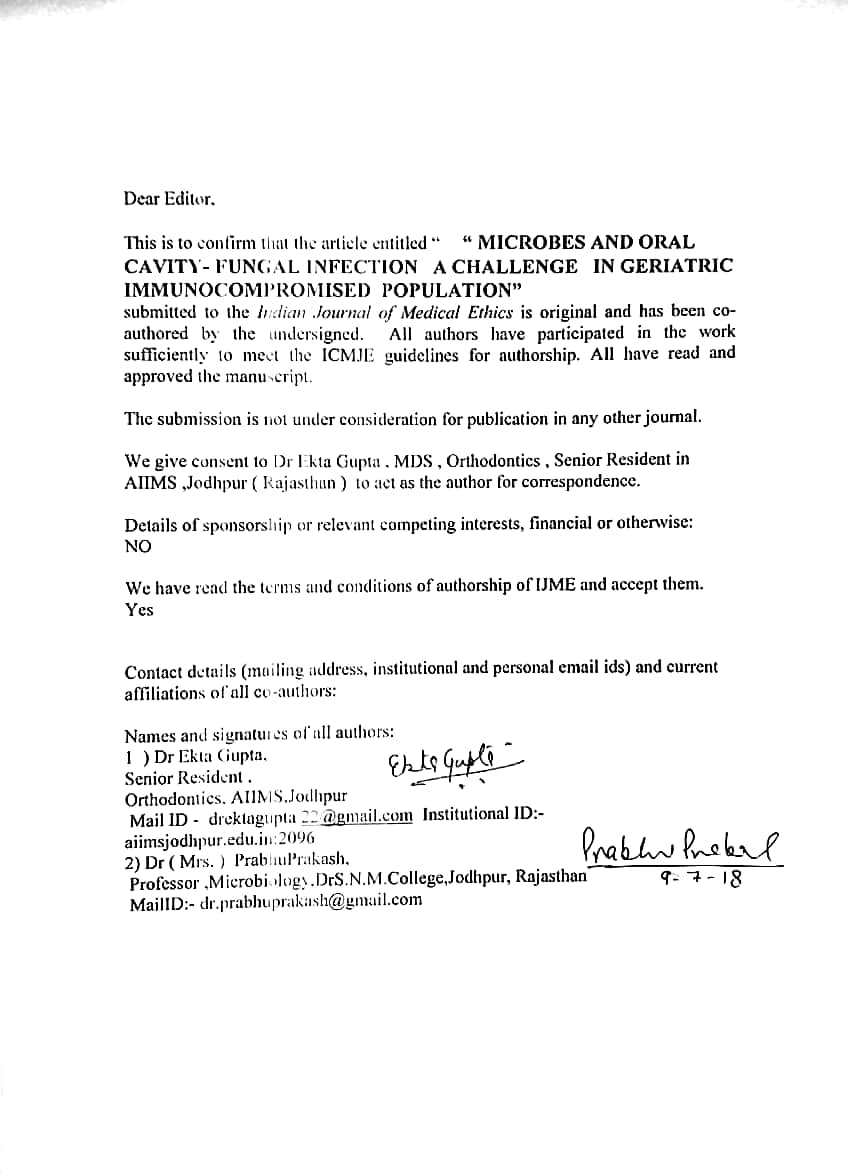 Dear Editor,
This is to confirm that the article entitled “ “ MICROBES AND ORAL
CAVITY- FUNGAL INFECTION A CHALLENGE IN GERIATRIC
IMMUNOCOMPROMISED POPULATION”
submitted to the Indian Journal of Medical Ethics is original and has been co-
authored by the undersigned. All authors have participated in the work
sufficiently to meet the ICMJE guidelines for authorship. All have read and
approved the manuscript.
The submission is not under consideration for publication in any other journal.
We give consent to Dr Ekta Gupta . MDS , Orthodontics , Senior Resident in
AIIMS ,Jodhpur ( Rajasthan ) to act as the author for correspondence.
Details of sponsorship or relevant competing interests, financial or otherwise:
NO
We have read the terms and conditions of authorship of IJME and accept them.
Yes
Contact details (mailing address, institutional and personal email ids) and current
affiliations of all co-authors:
Names and signatures of all authors:
1 ) Dr Ekta Gupta.
Ekta Gupta
Senior Resident .
Orthodontics. AIIMS.Jodhpur
Mail ID - drektagupta 22@gmail.com Institutional ID:-
aiimsjodhpur.edu.in:2096
2) Dr ( Mrs. ) PrabhuPrakash,
Prabhu Prakash
Professor ,Microbiology.DrS.N.M.College,Jodhpur, Rajasthan
9-7-18
MailID:- dr.prabhuprakash@gmail.com